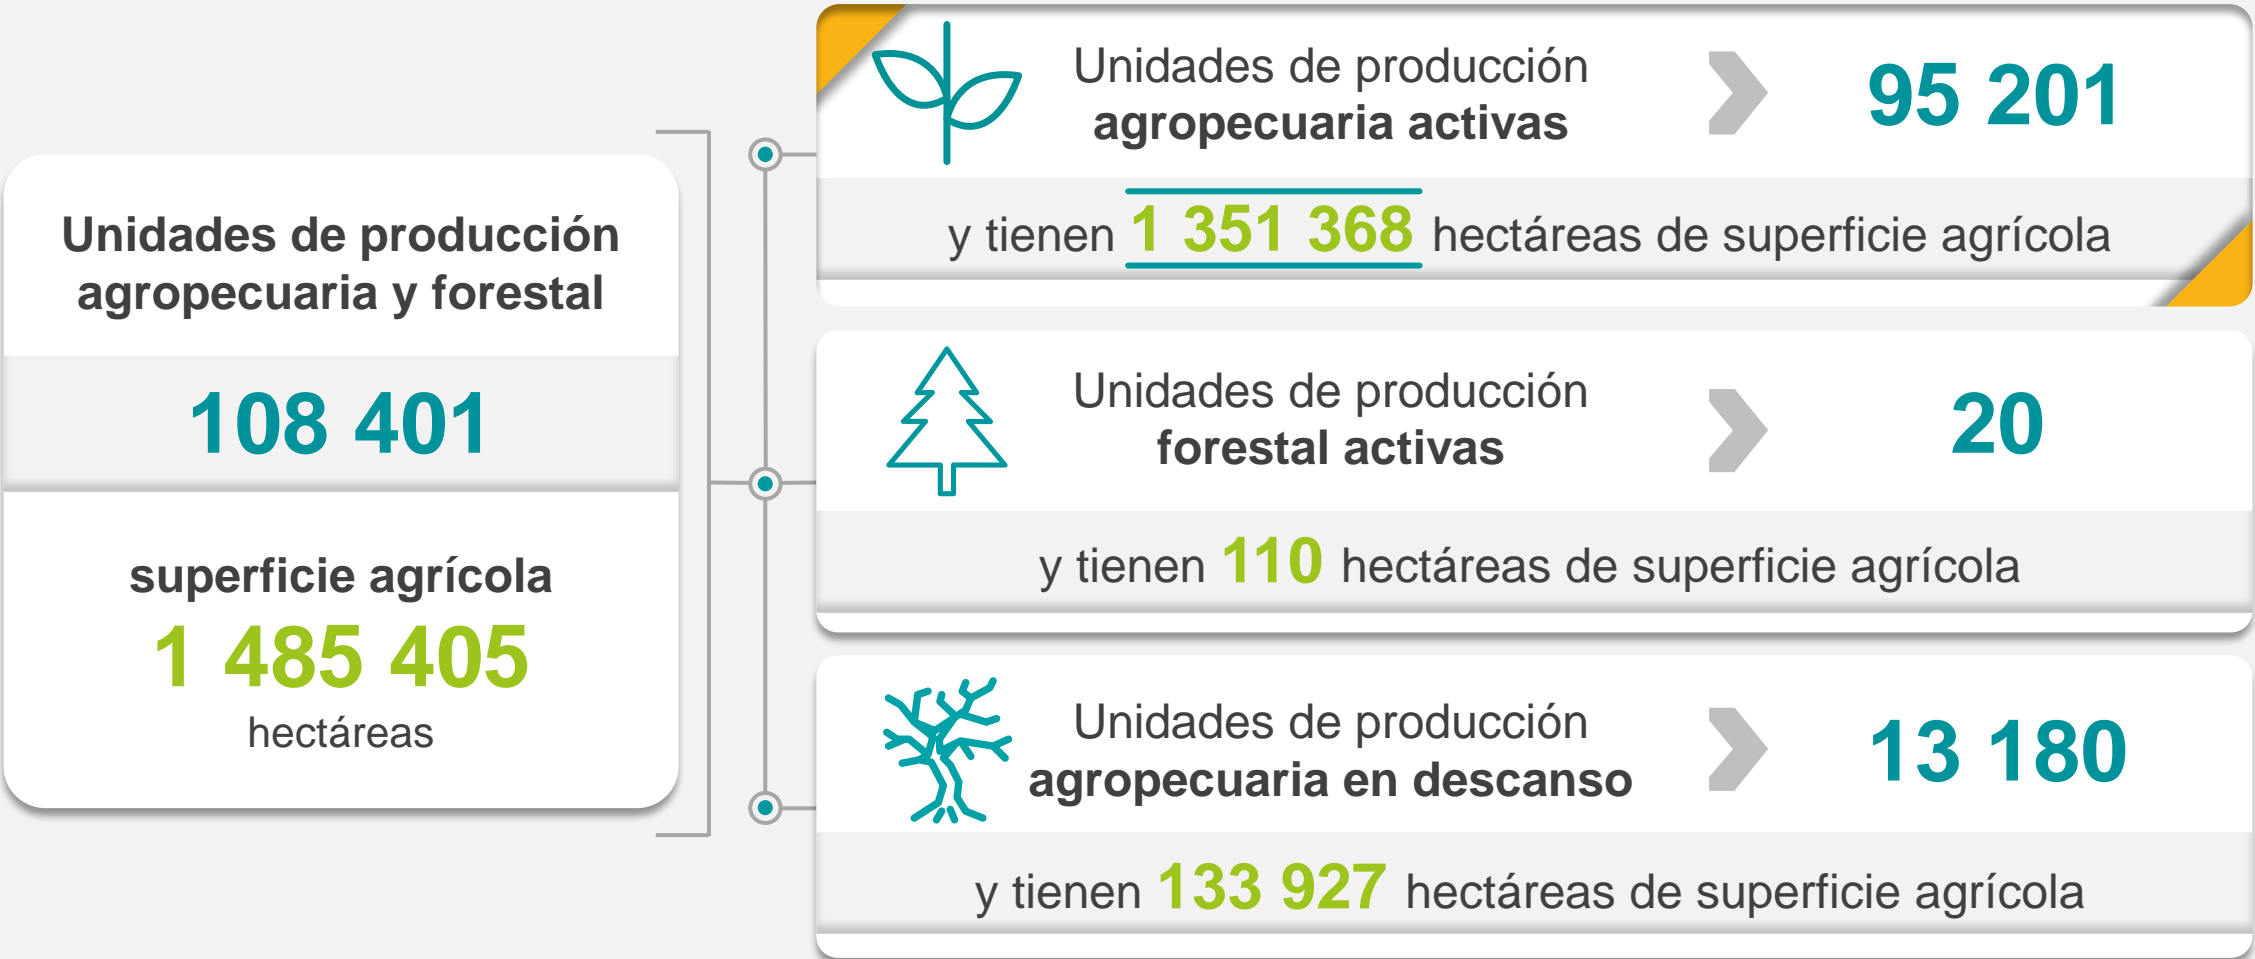 Unidades de producción
agropecuaria y forestal
108 401
superficie agrícola
1 485 405
hectáreas
Unidades de producción
agropecuaria activas
95 201
y tienen 1 351 368 hectáreas de superficie agrícola
Unidades de producción
forestal activas
20
y tienen 110 hectáreas de superficie agrícola
Unidades de producción
agropecuaria en descanso
13 180
y tienen 133 927 hectáreas de superficie agrícola